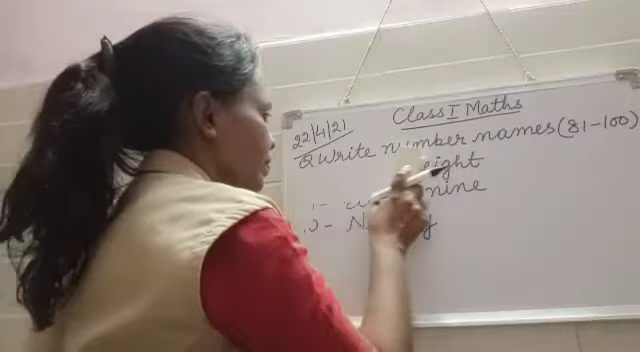 22/4/21
Class I Maths
Q Write number names (81-100)
eight
nine